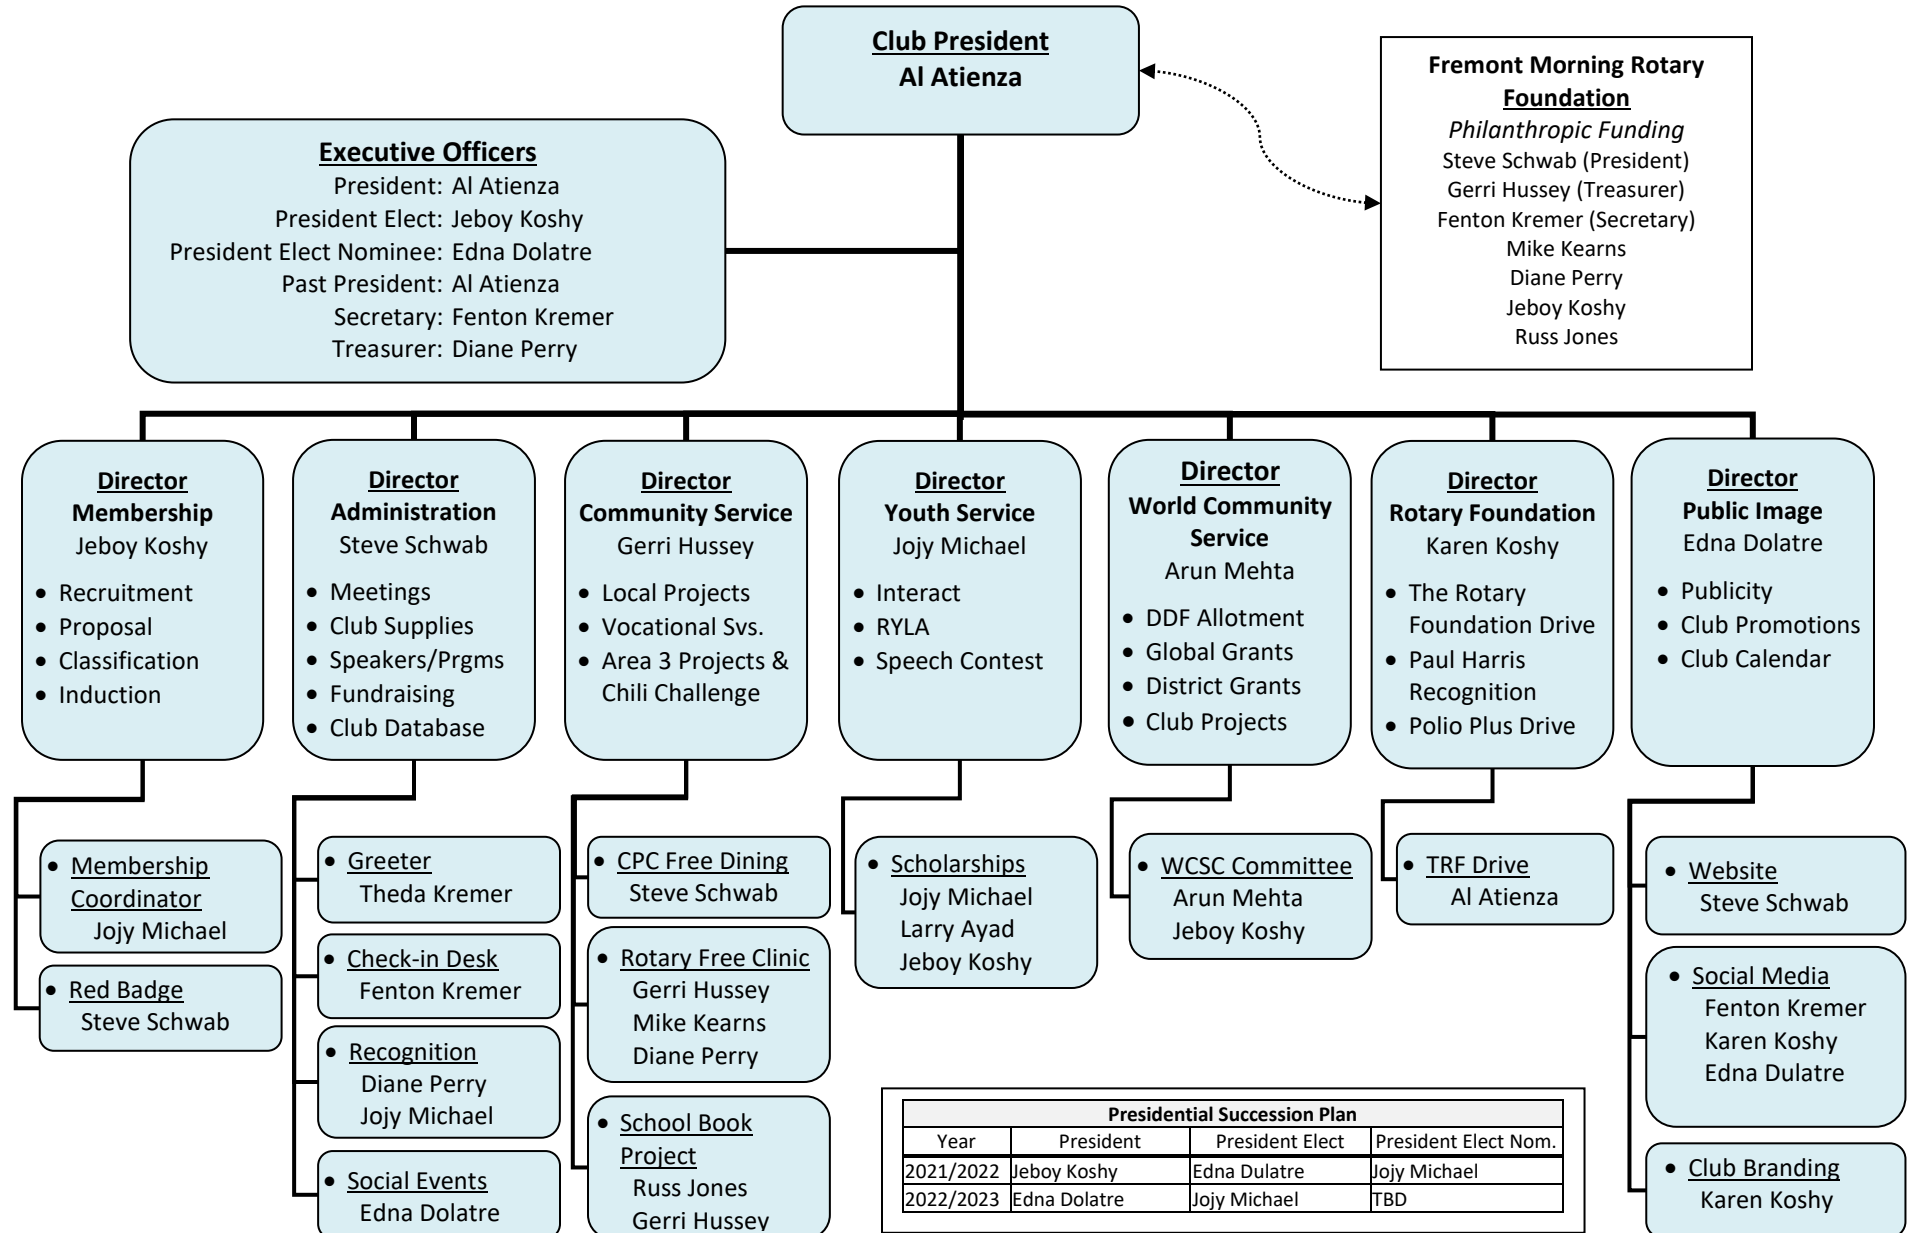 Club President
Al Atienza
Fremont Morning Rotary
Foundation
Philanthropic Funding
Steve Schwab (President)
Gerri Hussey (Treasurer)
Fenton Kremer (Secretary)
Mike Kearns
Diane Perry
Jeboy Koshy
Russ Jones
Executive Officers
President: Al Atienza
President Elect: Jeboy Koshy
President Elect Nominee: Edna Dolatre
Past President: Al Atienza
Secretary: Fenton Kremer
Treasurer: Diane Perry
Director
Membership
Jeboy Koshy
• Recruitment
• Proposal
• Classification
• Induction
Director
Administration
Steve Schwab
• Meetings
• Club Supplies
• Speakers/Prgms
• Fundraising
• Club Database
Director
Community Service
Gerri Hussey
• Local Projects
• Vocational Svs.
• Area 3 Projects &
Chili Challenge
Director
Youth Service
Jojy Michael
• Interact
• RYLA
• Speech Contest
Director
World Community
Service
Arun Mehta
• DDF Allotment
• Global Grants
• District Grants
• Club Projects
Director
Rotary Foundation
Karen Koshy
• The Rotary
Foundation Drive
• Paul Harris
Recognition
• Polio Plus Drive
Director
Public Image
Edna Dolatre
• Publicity
• Club Promotions
• Club Calendar
• Membership
Coordinator
Jojy Michael
• Red Badge
Steve Schwab
• Greeter
Theda Kremer
• Check-in Desk
Fenton Kremer
• Recognition
Diane Perry
Jojy Michael
• Social Events
Edna Dolatre
• CPC Free Dining
Steve Schwab
• Rotary Free Clinic
Gerri Hussey
Mike Kearns
Diane Perry
• School Book
Project
Russ Jones
Gerri Hussey
• Scholarships
Jojy Michael
Larry Ayad
Jeboy Koshy
• WCSC Committee
Arun Mehta
Jeboy Koshy
• TRF Drive
Al Atienza
• Website
Steve Schwab
• Social Media
Fenton Kremer
Karen Koshy
Edna Dulatre
• Club Branding
Karen Koshy
Presidential Succession Plan
Year President President Elect President Elect Nom.
2021/2022 Jeboy Koshy Edna Dulatre Jojy Michael
2022/2023 Edna Dolatre Jojy Michael TBD